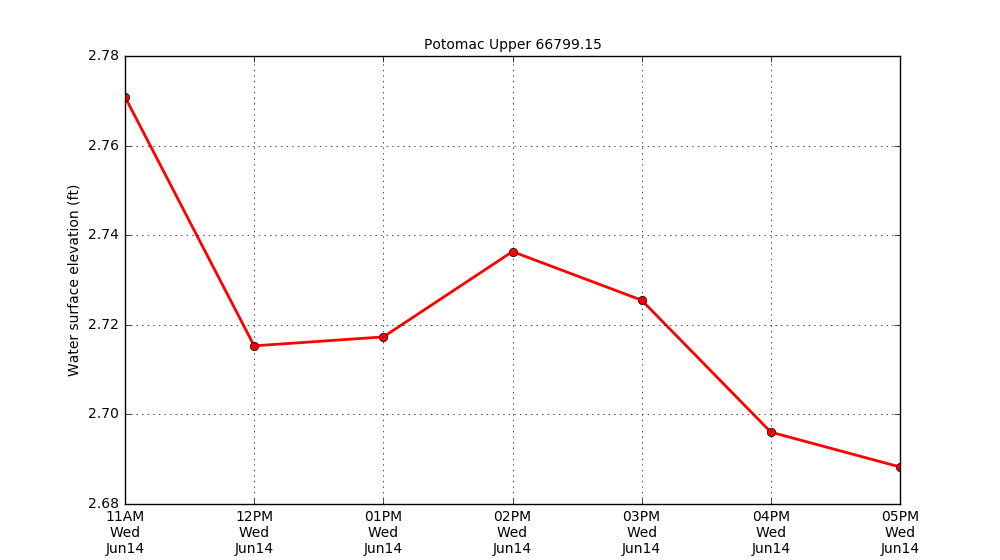 Potomac Upper 66799.15
2.78
2.76
2.74
2.72
2.70
2.68
Water surface elevation (ft)
11AM 12PM 01PM 02PM 03PM 04PM 05PM
Wed Wed Wed Wed Wed Wed Wed
Jun14 Jun14 Jun14 Jun14 Jun14 Jun14 Jun14